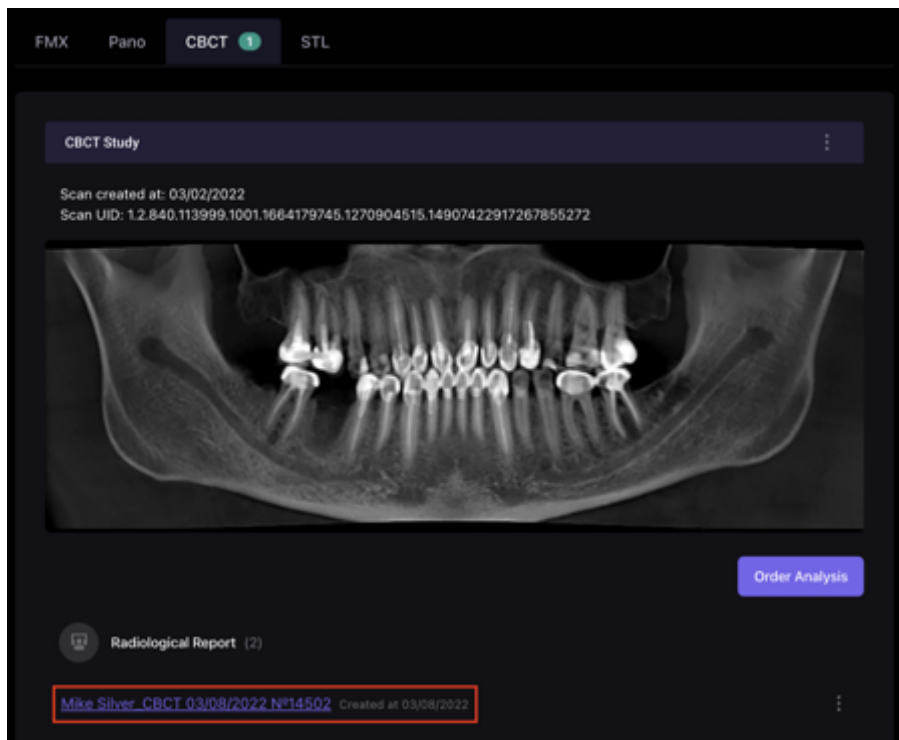 FMX Pano CBCT 1 STL
CBCT Study
Scan created at: 03/02/2022
Scan UID: 1.2.840.113999.1001.1664179745.1270904515.14907422917267855272
Order Analysis
Radiological Report (2)
Mike Silver_CBCT 03/08/2022 Nº14502 Created at 03/08/2022